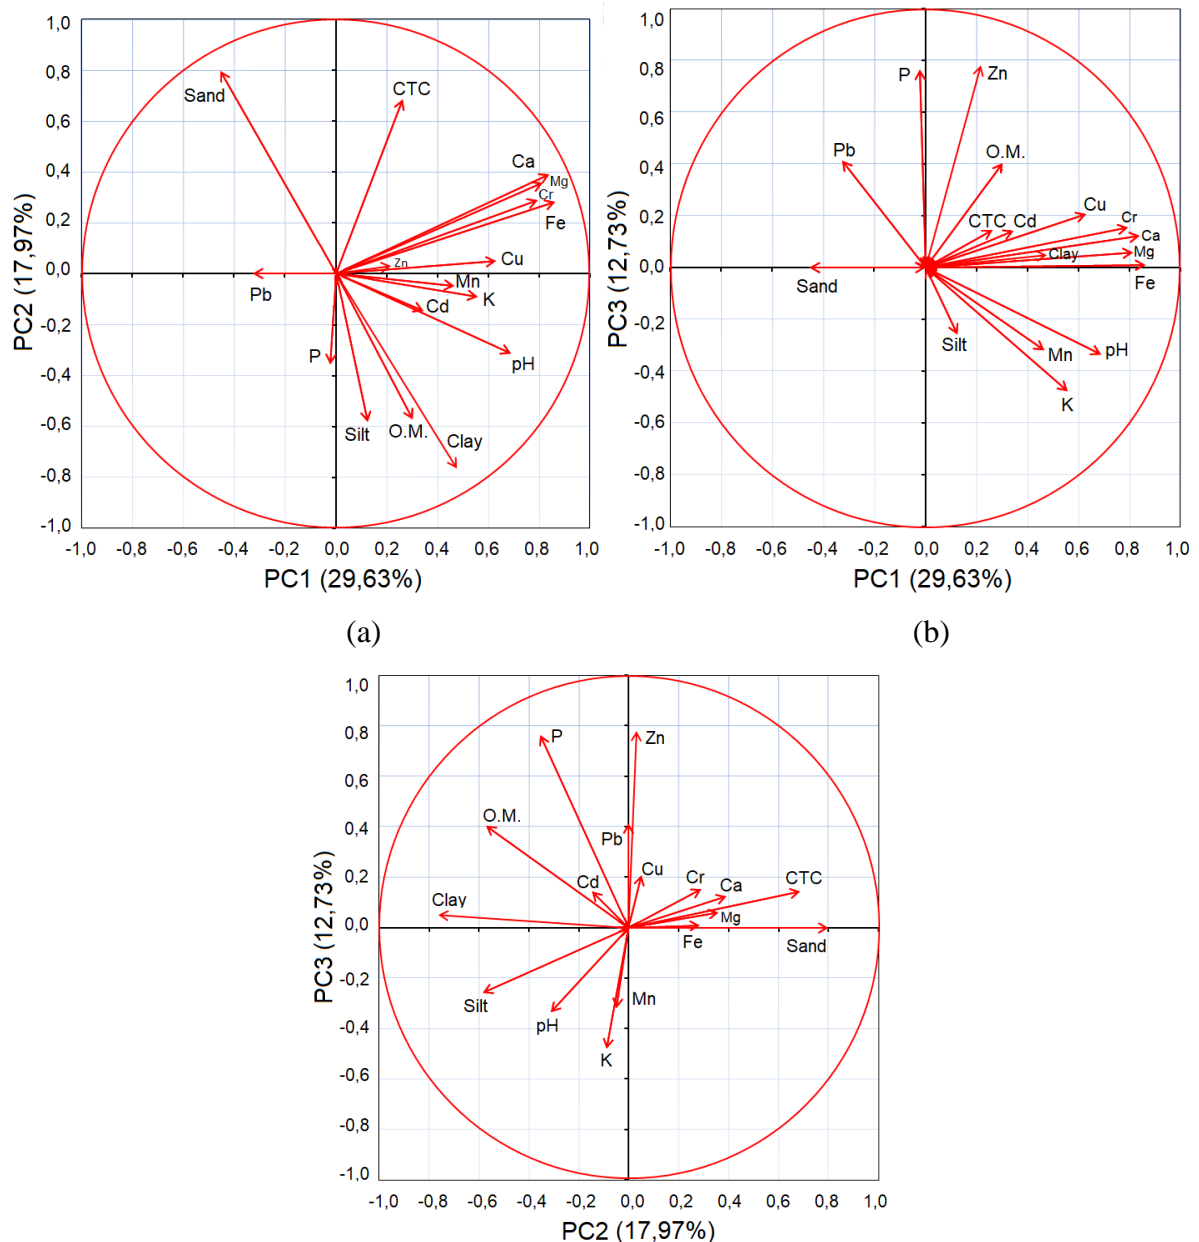 1,0
0,8
0,6
0,4
0,2
0,0
-0,2
-0,4
-0,6
-0,8
-1,0
PC2 (17,97%)
Sand
CTC
Ca
Mg
Cr
Fe
Zn
Cu
Pb
Mn
K
Cd
P
pH
Silt
O.M.
Clay
-1,0 -0,8 -0,6 -0,4 -0,2 0,0 0,2 0,4 0,6 0,8 1,0
PC1 (29,63%)
(a)
1,0
0,8
0,6
0,4
0,2
0,0
-0,2
-0,4
-0,6
-0,8
-1,0
PC3 (12,73%)
P
Zn
Pb
O.M.
Cu
CTC
Cd
Cr
Ca
Clay
Mg
Sand
Fe
Silt
Mn
pH
K
-1,0 -0,8 -0,6 -0,4 -0,2 0,0 0,2 0,4 0,6 0,8 1,0
PC1 (29,63%)
(b)
1,0
0,8
0,6
0,4
0,2
0,0
-0,2
-0,4
-0,6
-0,8
-1,0
PC3 (12,73%)
P
Zn
O.M.
Pb
Cd
Cu
Cr
Ca
CTC
Clay
Mg
Fe
Sand
Silt
pH
Mn
K
-1,0 -0,8 -0,6 -0,4 -0,2 0,0 0,2 0,4 0,6 0,8 1,0
PC2 (17,97%)